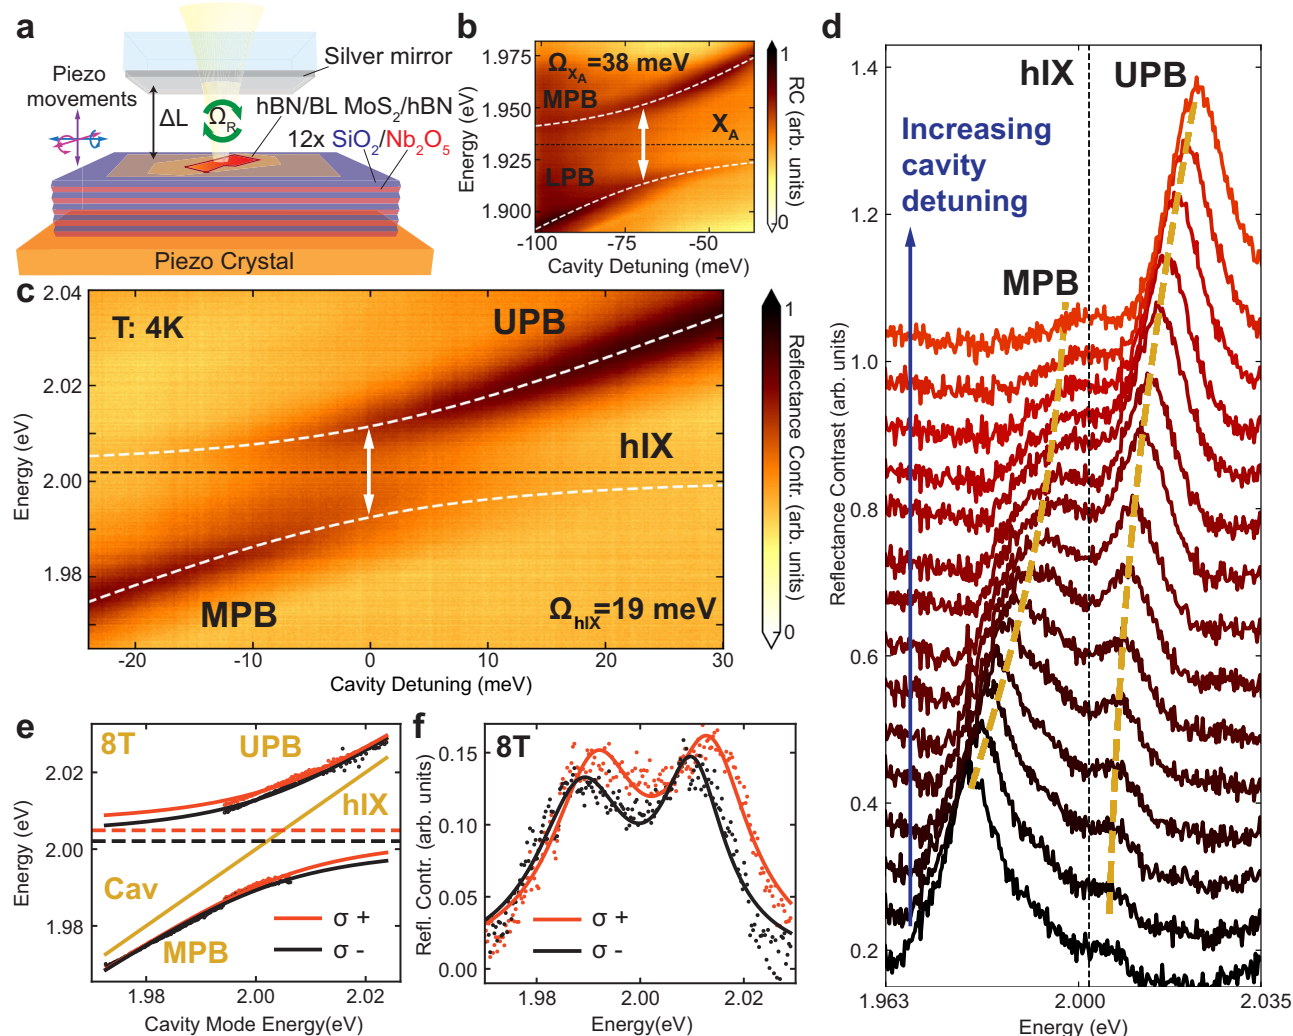 a
Silver mirror
Piezo
movements
ΔL
Ω_R
hBN/BL MoS2/hBN
12x SiO2/Nb2O5
Piezo Crystal
b
Ω_XA=38 meV
MPB
X_A
LPB
1.975
1.950
1.925
1.900
Energy (eV)
-100
-75
-50
Cavity Detuning (meV)
1
RC (arb. units)
0
c
T: 4K
UPB
hIX
MPB
Ω_hIX=19 meV
2.04
2.02
2.00
1.98
Energy (eV)
-20
-10
0
10
20
30
Cavity Detuning (meV)
1
Reflectance Contr. (arb. units)
0
d
hIX
UPB
Increasing
cavity
detuning
MPB
1.4
1.2
1.0
0.8
0.6
0.4
0.2
Reflectance Contrast (arb. units)
1.963
2.000
2.035
Energy (eV)
e
8T
UPB
hIX
Cav
MPB
σ +
σ -
2.02
2.00
1.98
Energy (eV)
1.98
2.00
2.02
Cavity Mode Energy(eV)
f
8T
σ +
σ -
0.15
0.10
0.05
0.00
Refl. Contr. (arb. units)
1.98
2.00
2.02
Energy(eV)